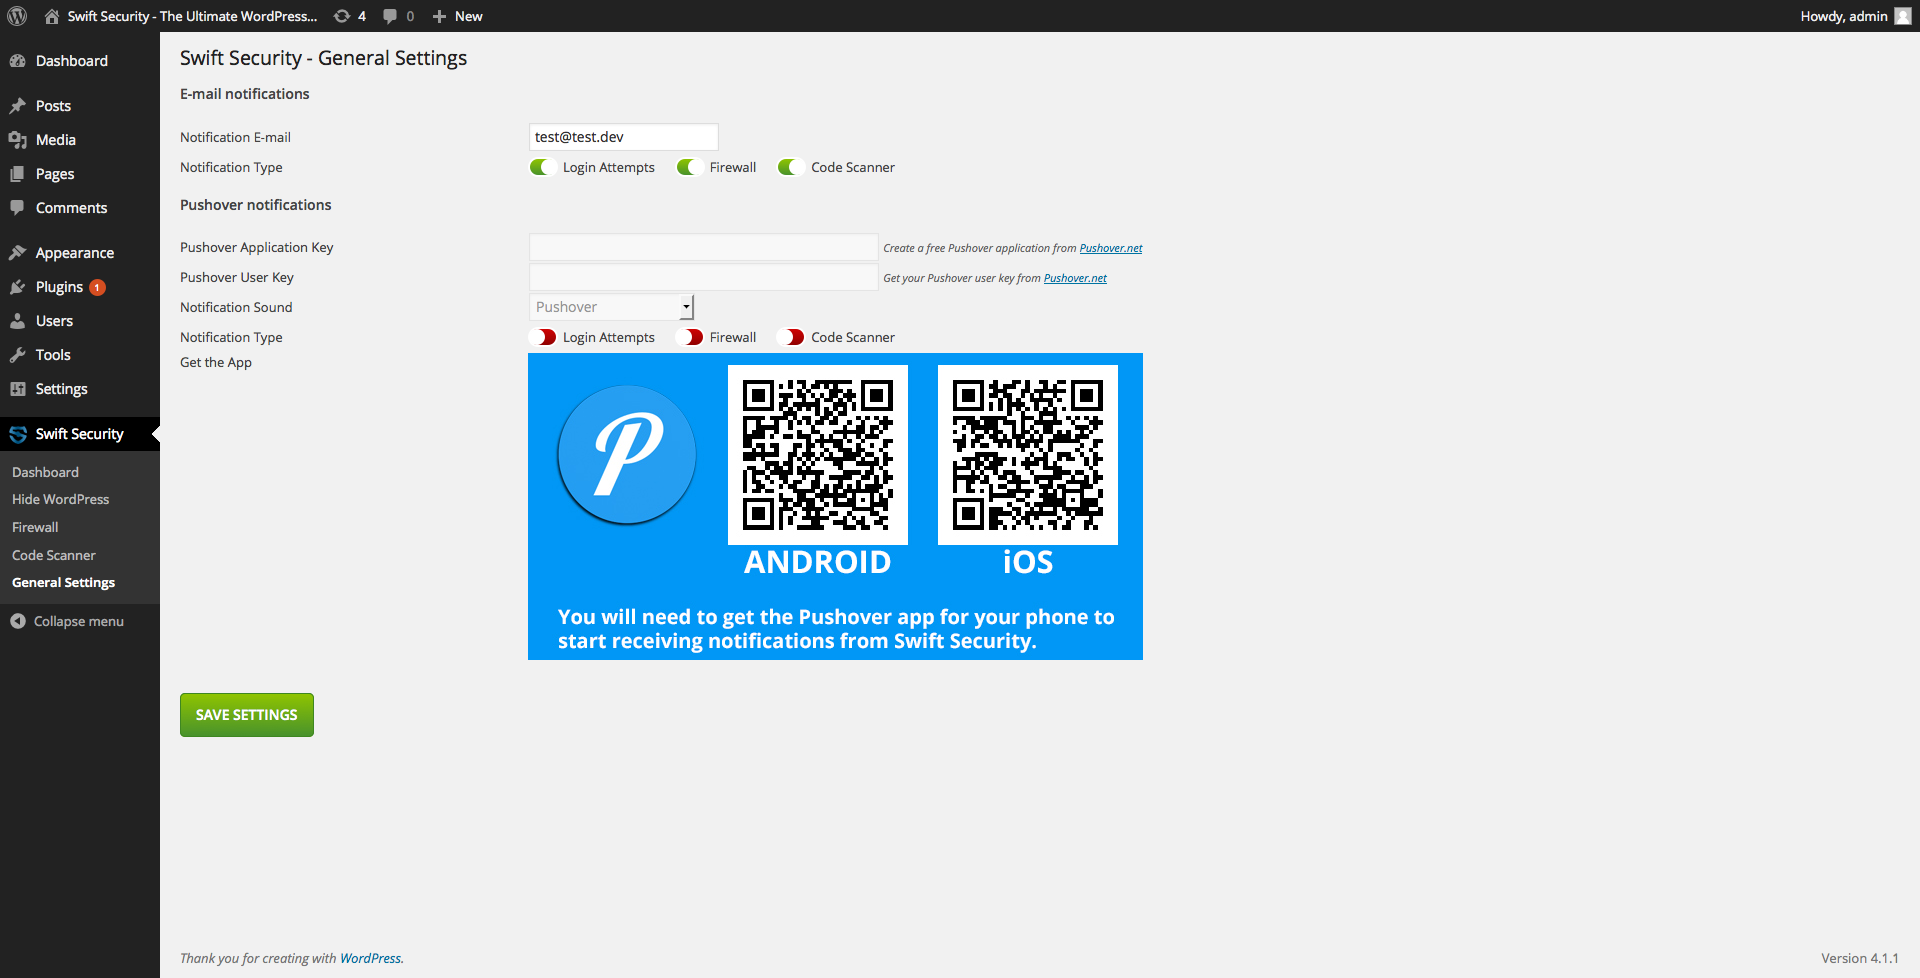 Swift Security - The Ultimate WordPress... 4 0 New Howdy, admin
Dashboard
Posts
Media
Pages
Comments
Appearance
Plugins 1
Users
Tools
Settings
Swift Security
Dashboard
Hide WordPress
Firewall
Code Scanner
General Settings
Collapse menu
Swift Security - General Settings
E-mail notifications
Notification E-mail test@test.dev
Notification Type Login Attempts Firewall Code Scanner
Pushover notifications
Pushover Application Key Create a free Pushover application from Pushover.net
Pushover User Key Get your Pushover user key from Pushover.net
Notification Sound Pushover
Notification Type Login Attempts Firewall Code Scanner
Get the App
P
ANDROID iOS
You will need to get the Pushover app for your phone to
start receiving notifications from Swift Security.
SAVE SETTINGS
Thank you for creating with WordPress. Version 4.1.1